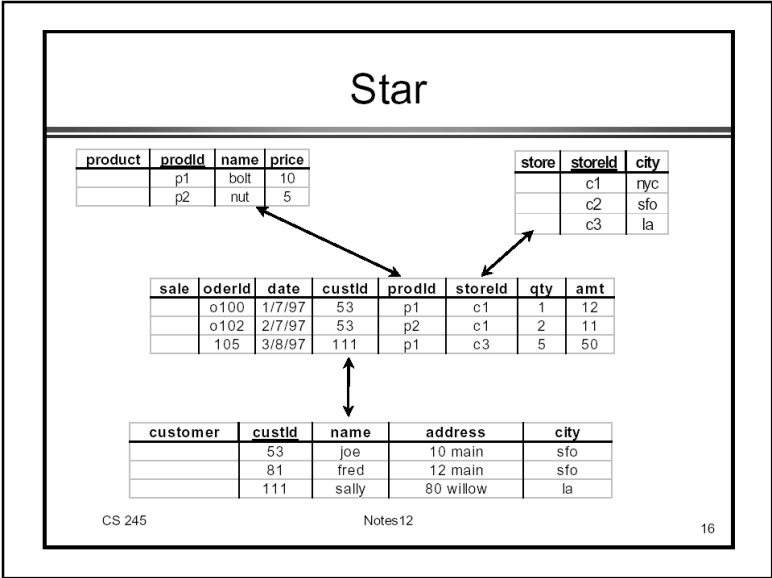 Star
product prodId name price
p1 bolt 10
p2 nut 5
store storeId city
c1 nyc
c2 sfo
c3 la
sale oderId date custId prodId storeId qty amt
o100 1/7/97 53 p1 c1 1 12
o102 2/7/97 53 p2 c1 2 11
105 3/8/97 111 p1 c3 5 50
customer custId name address city
53 joe 10 main sfo
81 fred 12 main sfo
111 sally 80 willow la
CS 245 Notes12 16